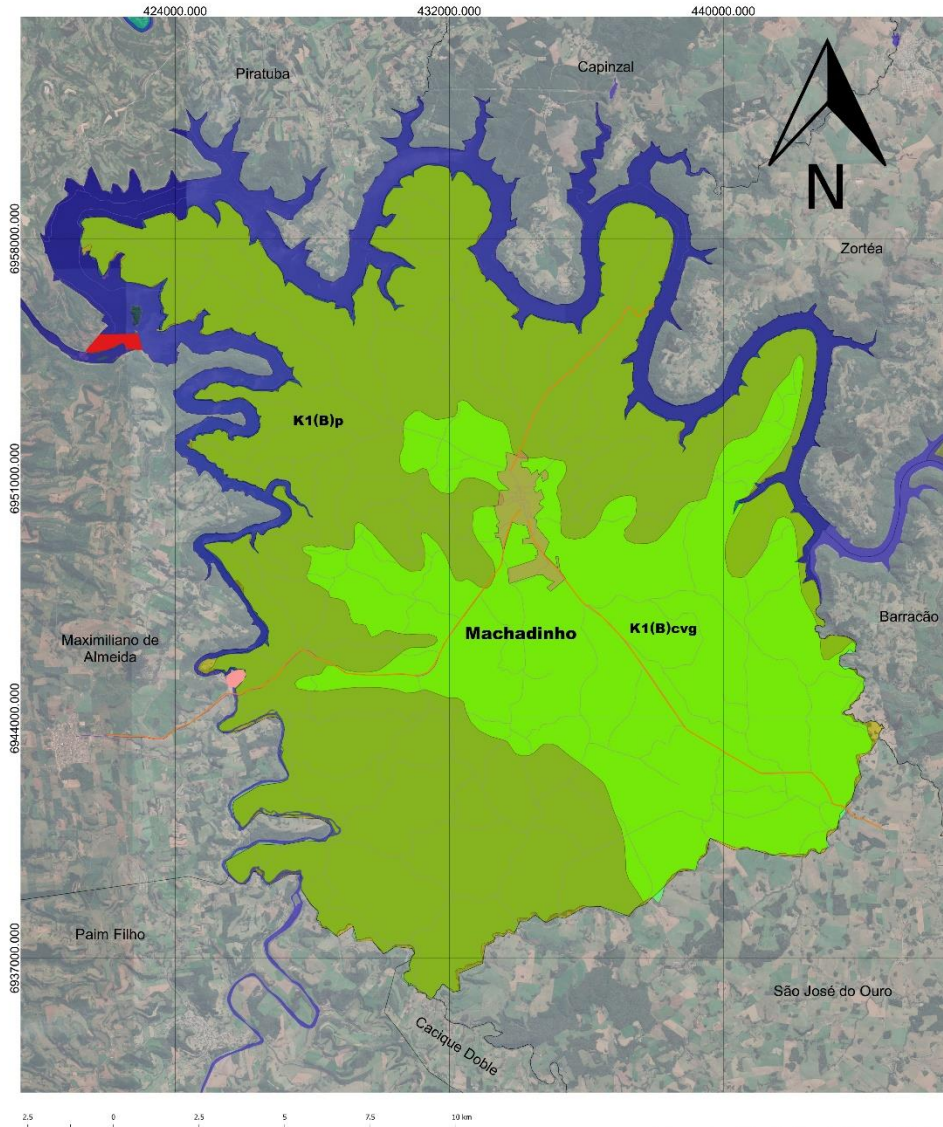 424000.000
432000.000
440000.000
Piratuba
Capinzal
N
6958000.000
Zortéa
K1(B)p
6951000.000
Barracão
Maximiliano de
Almeida
Machadinho
K1(B)cvg
6944000.000
Paim Filho
6937000.000
São José do Ouro
Cacique Doble
2.5
0
2.5
5
7.5
10 km